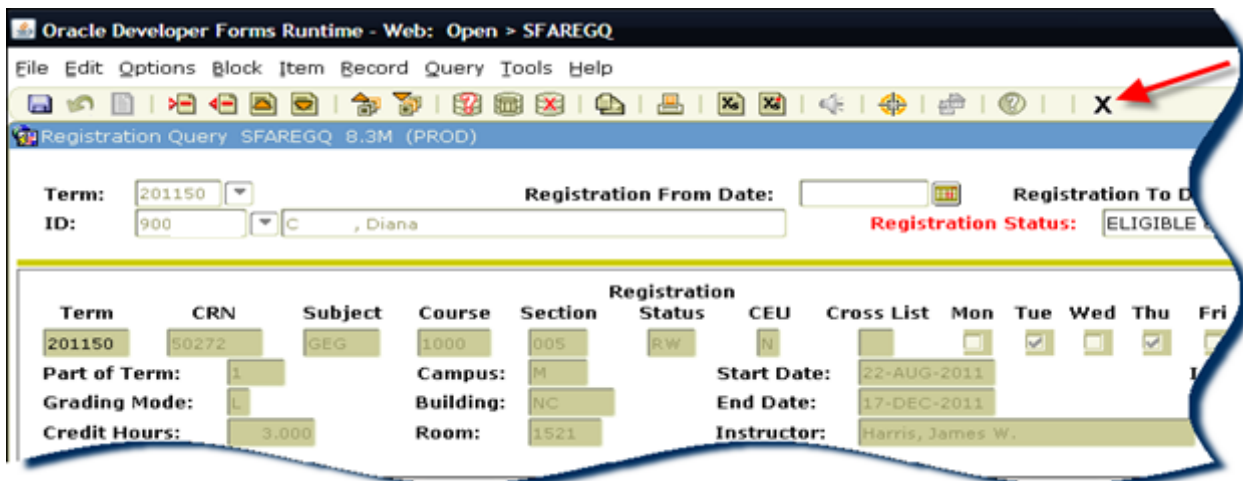 Oracle Developer Forms Runtime - Web: Open > SFAREGQ
File Edit Options Block Item Record Query Tools Help
X
Registration Query SFAREGQ 8.3M (PROD)
Term: 201150 Registration From Date: Registration To D
ID: 900 C , Diana Registration Status: ELIGIBLE
Registration
Term CRN Subject Course Section Status CEU Cross List Mon Tue Wed Thu Fri
201150 50272 GEG 1000 005 RW N
Part of Term: 1 Campus: M Start Date: 22-AUG-2011
Grading Mode: L Building: NC End Date: 17-DEC-2011
Credit Hours: 3.000 Room: 1521 Instructor: Harris, James W.